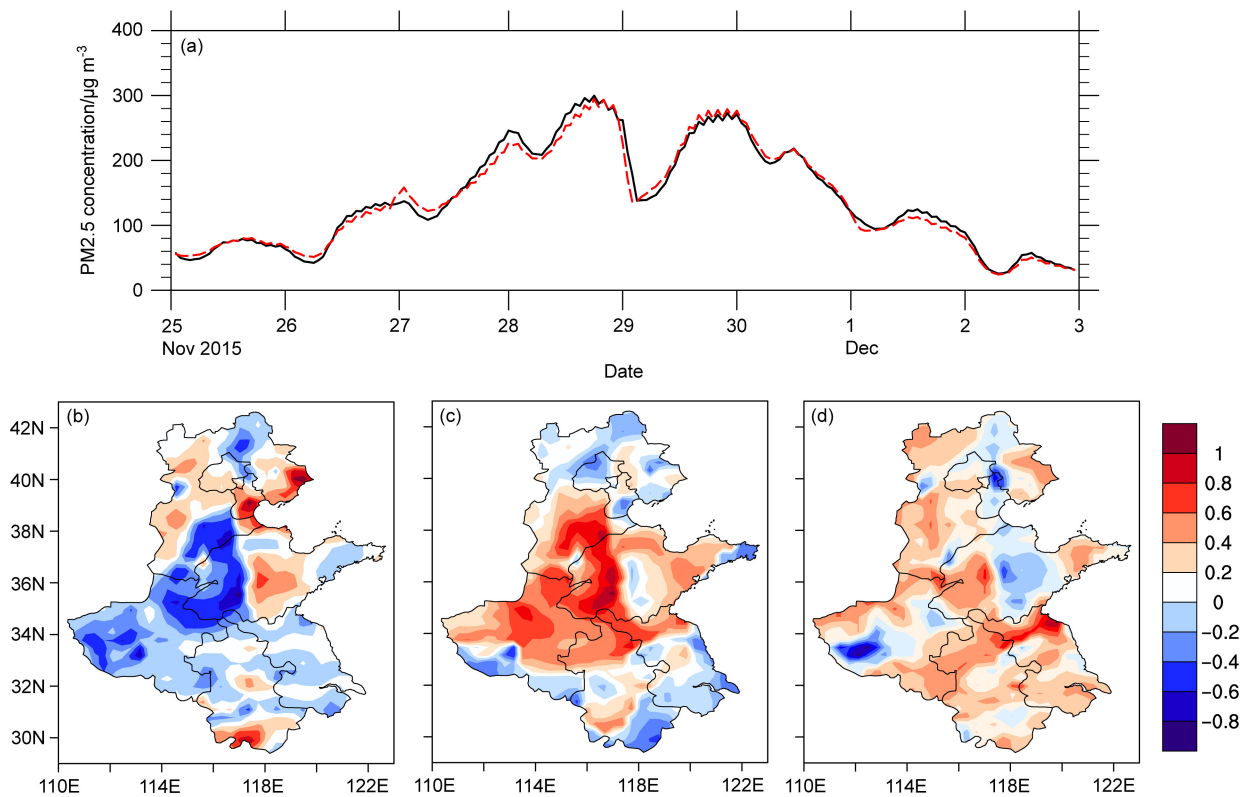 (a)
400
300
200
100
0
PM2.5 concentration/µg m⁻³
25 26 27 28 29 30 1 2 3
Nov 2015 Dec
Date
(b) (c) (d)
42N
40N
38N
36N
34N
32N
30N
110E 114E 118E 122E 110E 114E 118E 122E 110E 114E 118E 122E
1
0.8
0.6
0.4
0.2
0
−0.2
−0.4
−0.6
−0.8